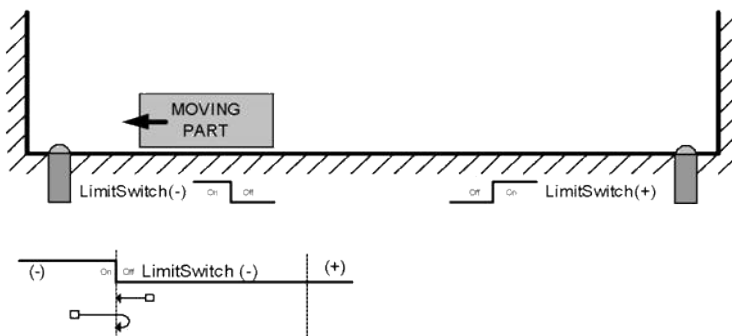 MOVING
PART
LimitSwitch(-)
On
Off
Off
On
LimitSwitch(+)
(-)
On
Off
LimitSwitch (-)
(+)